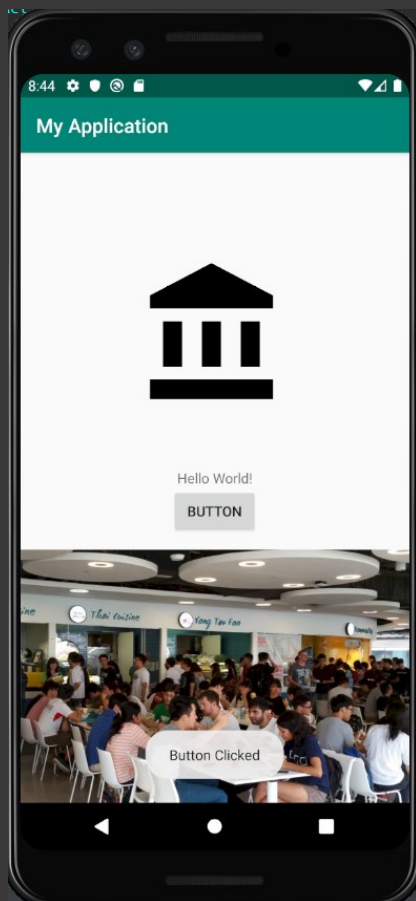 8:44
My Application
Hello World!
BUTTON
Thai Cuisine
Yong Tau Foo
Button Clicked